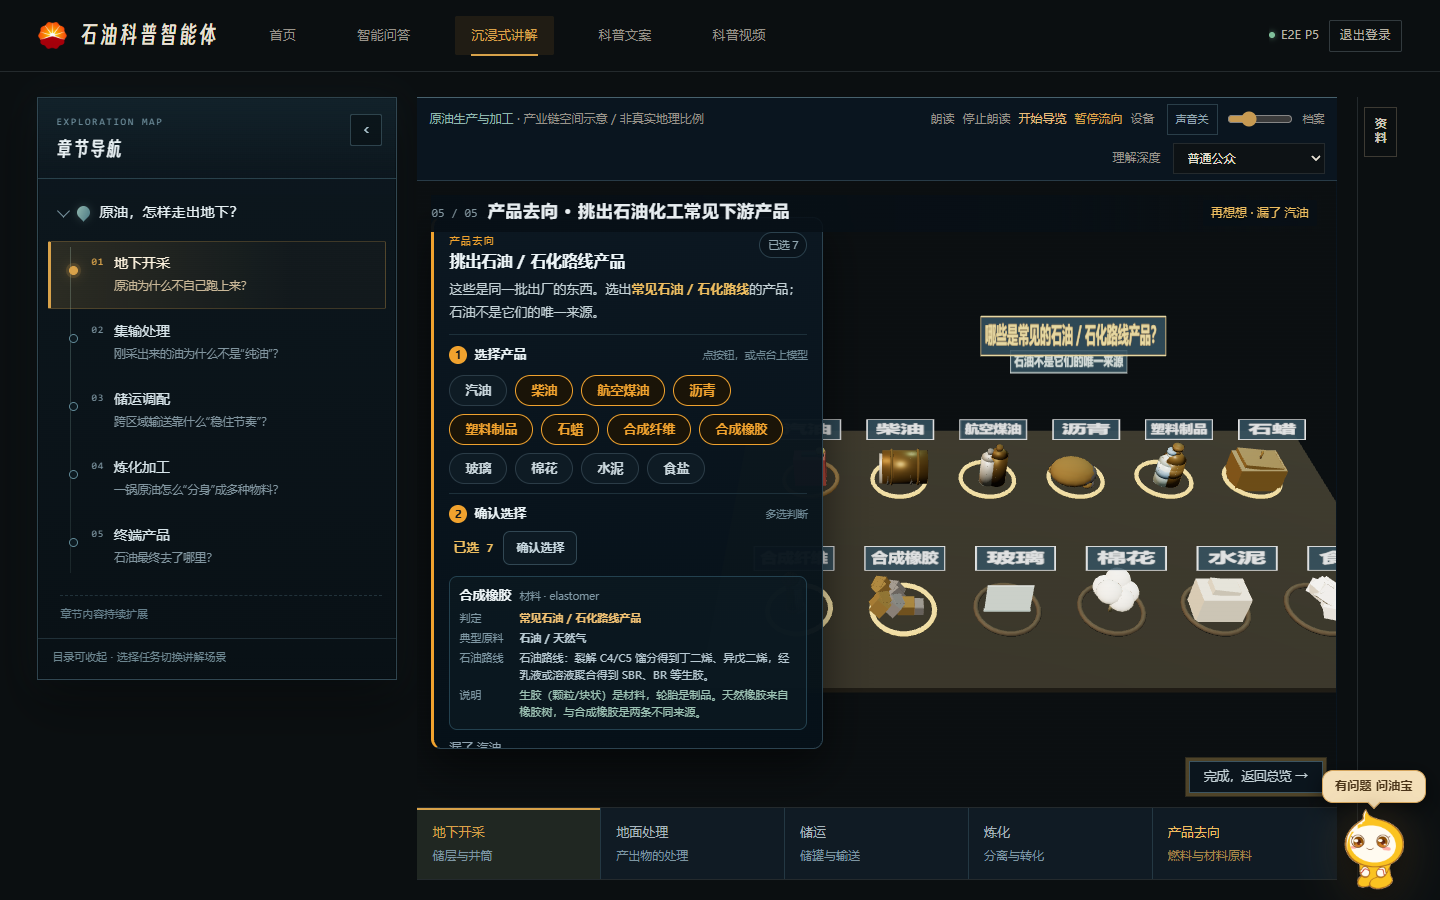 石油科普智能体
首页
智能问答
沉浸式讲解
科普文案
科普视频
E2E P5
退出登录
EXPLORATION MAP
章节导航
原油，怎样走出地下？
01 地下开采
原油为什么不自己跑上来？
02 集输处理
刚采出来的油为什么不是“纯油”？
03 储运调配
跨区域输送靠什么“稳住节奏”？
04 炼化加工
一锅原油怎么“分身”成多种物料？
05 终端产品
石油最终去了哪里？
章节内容持续扩展
目录可收起 · 选择任务切换讲解场景
原油生产与加工 · 产业链空间示意 / 非真实地理比例
朗读 停止朗读 开始导览 暂停流向 设备 声音关 档案
理解深度 普通公众
资料
05 / 05 产品去向 · 挑出石油化工常见下游产品
再想想 · 漏了 汽油
产品去向
已选 7
挑出石油 / 石化路线产品
这些是同一批出厂的东西。选出常见石油 / 石化路线的产品；
石油不是它们的唯一来源。
1 选择产品
点按钮，或点台上模型
汽油 柴油 航空煤油 沥青
塑料制品 石蜡 合成纤维 合成橡胶
玻璃 棉花 水泥 食盐
2 确认选择
多选判断
已选 7 确认选择
合成橡胶 材料 · elastomer
判定 常见石油 / 石化路线产品
典型原料 石油 / 天然气
石油路线 石油路线：裂解 C4/C5 馏分得到丁二烯、异戊二烯，经
乳液或溶液聚合得到 SBR、BR 等生胶。
说明 生胶（颗粒/块状）是材料，轮胎是制品。天然橡胶来自
橡胶树，与合成橡胶是两条不同来源。
漏了 汽油
哪些是常见的石油 / 石化路线产品？
石油不是它们的唯一来源
汽油 柴油 航空煤油 沥青 塑料制品 石蜡
合成纤维 合成橡胶 玻璃 棉花 水泥
完成，返回总览 →
有问题 问油宝
地下开采
储层与井筒
地面处理
产出物的处理
储运
储罐与输送
炼化
分离与转化
产品去向
燃料与材料原料